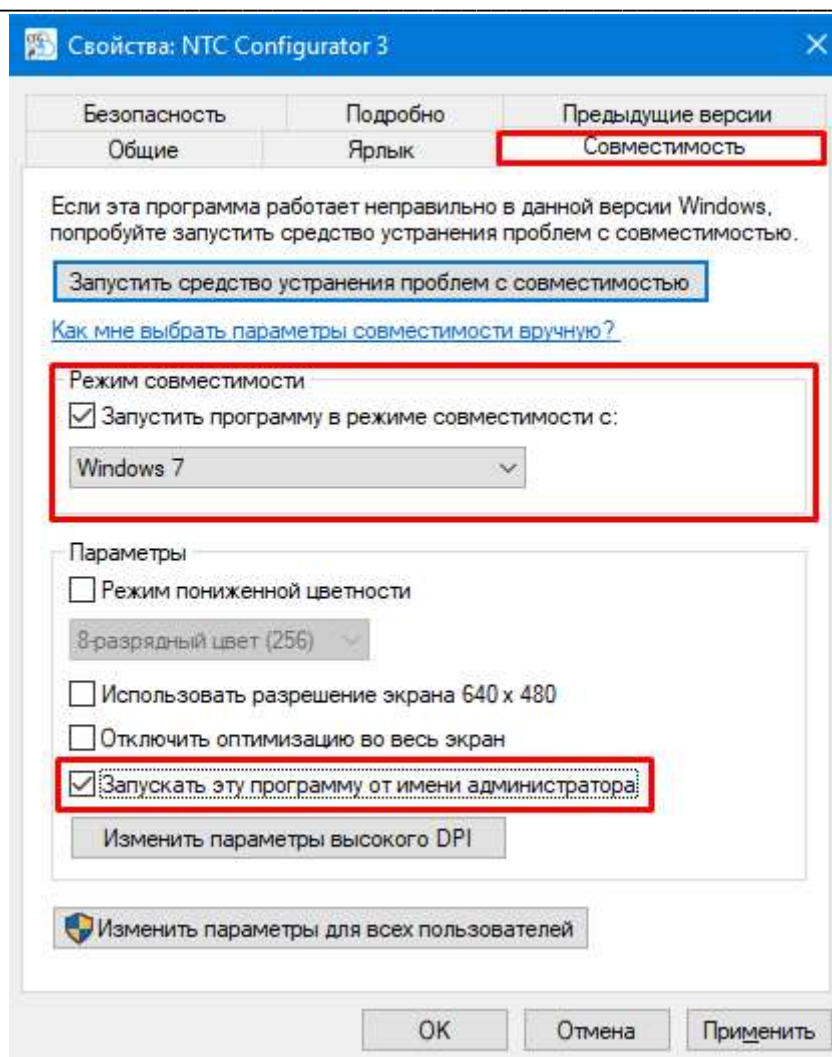 Свойства: NTC Configurator 3
Безопасность Подробно Предыдущие версии
Общие Ярлык Совместимость
Если эта программа работает неправильно в данной версии Windows,
попробуйте запустить средство устранения проблем с совместимостью.
Запустить средство устранения проблем с совместимостью
Как мне выбрать параметры совместимости вручную?
Режим совместимости
Запустить программу в режиме совместимости с:
Windows 7
Параметры
Режим пониженной цветности
8-разрядный цвет (256)
Использовать разрешение экрана 640 x 480
Отключить оптимизацию во весь экран
Запускать эту программу от имени администратора
Изменить параметры высокого DPI
Изменить параметры для всех пользователей
OK Отмена Применить